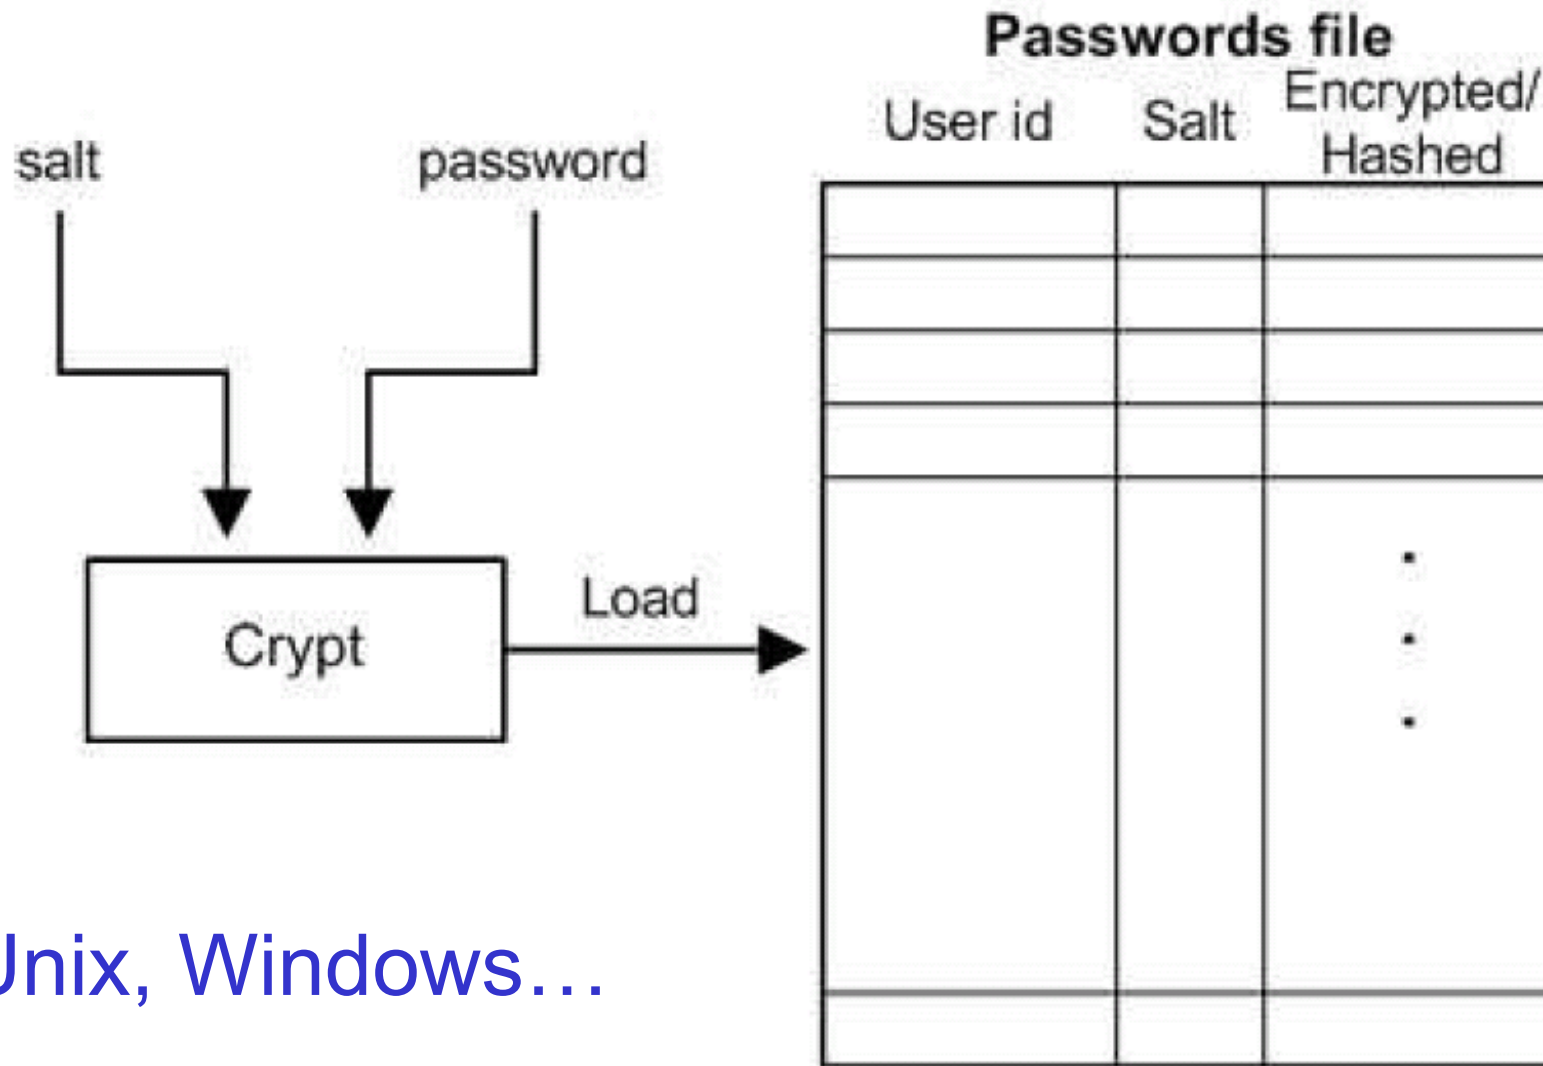 Passwords file
User id Salt Encrypted/
Hashed
salt password
Load
Crypt
Unix, Windows…